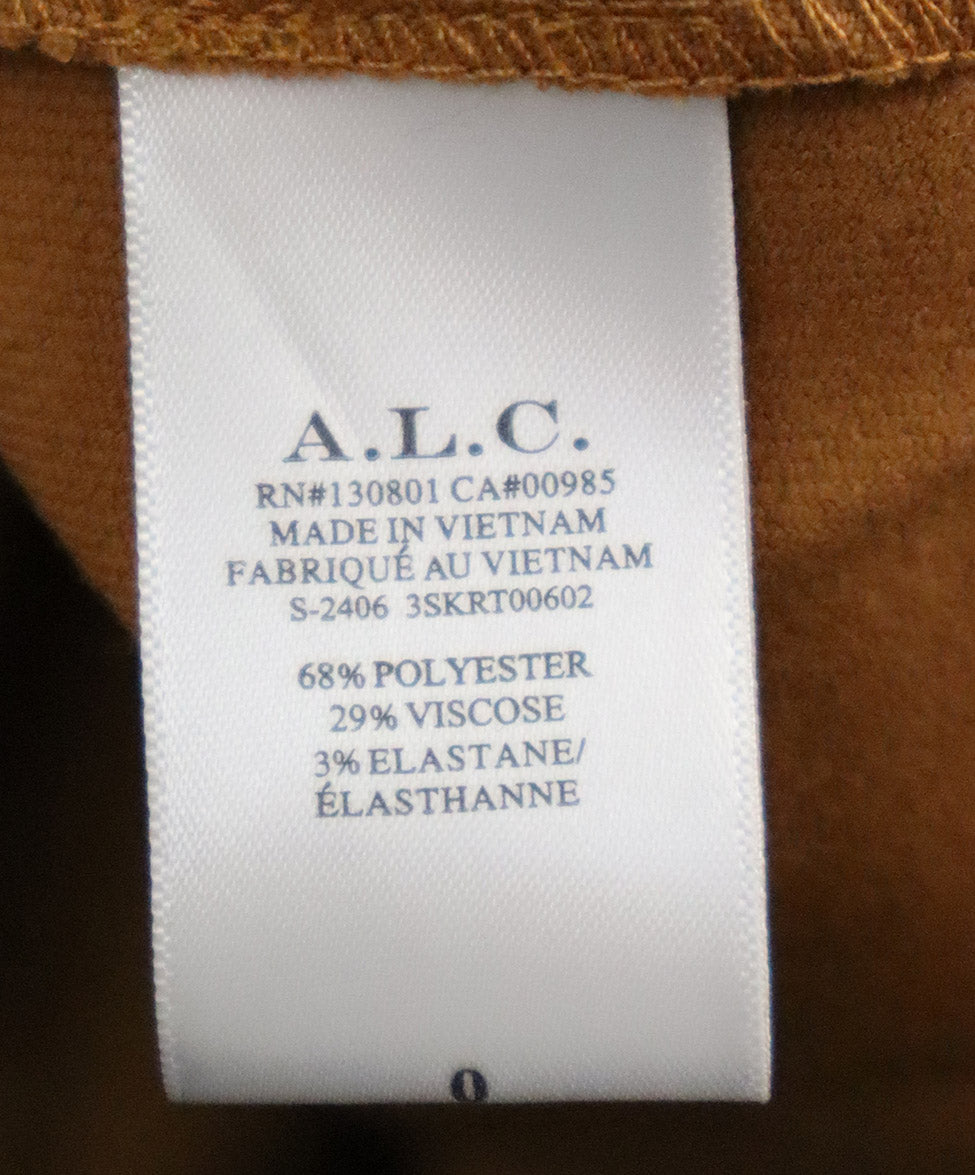 A.L.C.
RN#130801 CA#00985
MADE IN VIETNAM
FABRIQUÉ AU VIETNAM
S-2406 3SKRT00602
68% POLYESTER
29% VISCOSE
3% ELASTANE/
ÉLASTHANNE
0